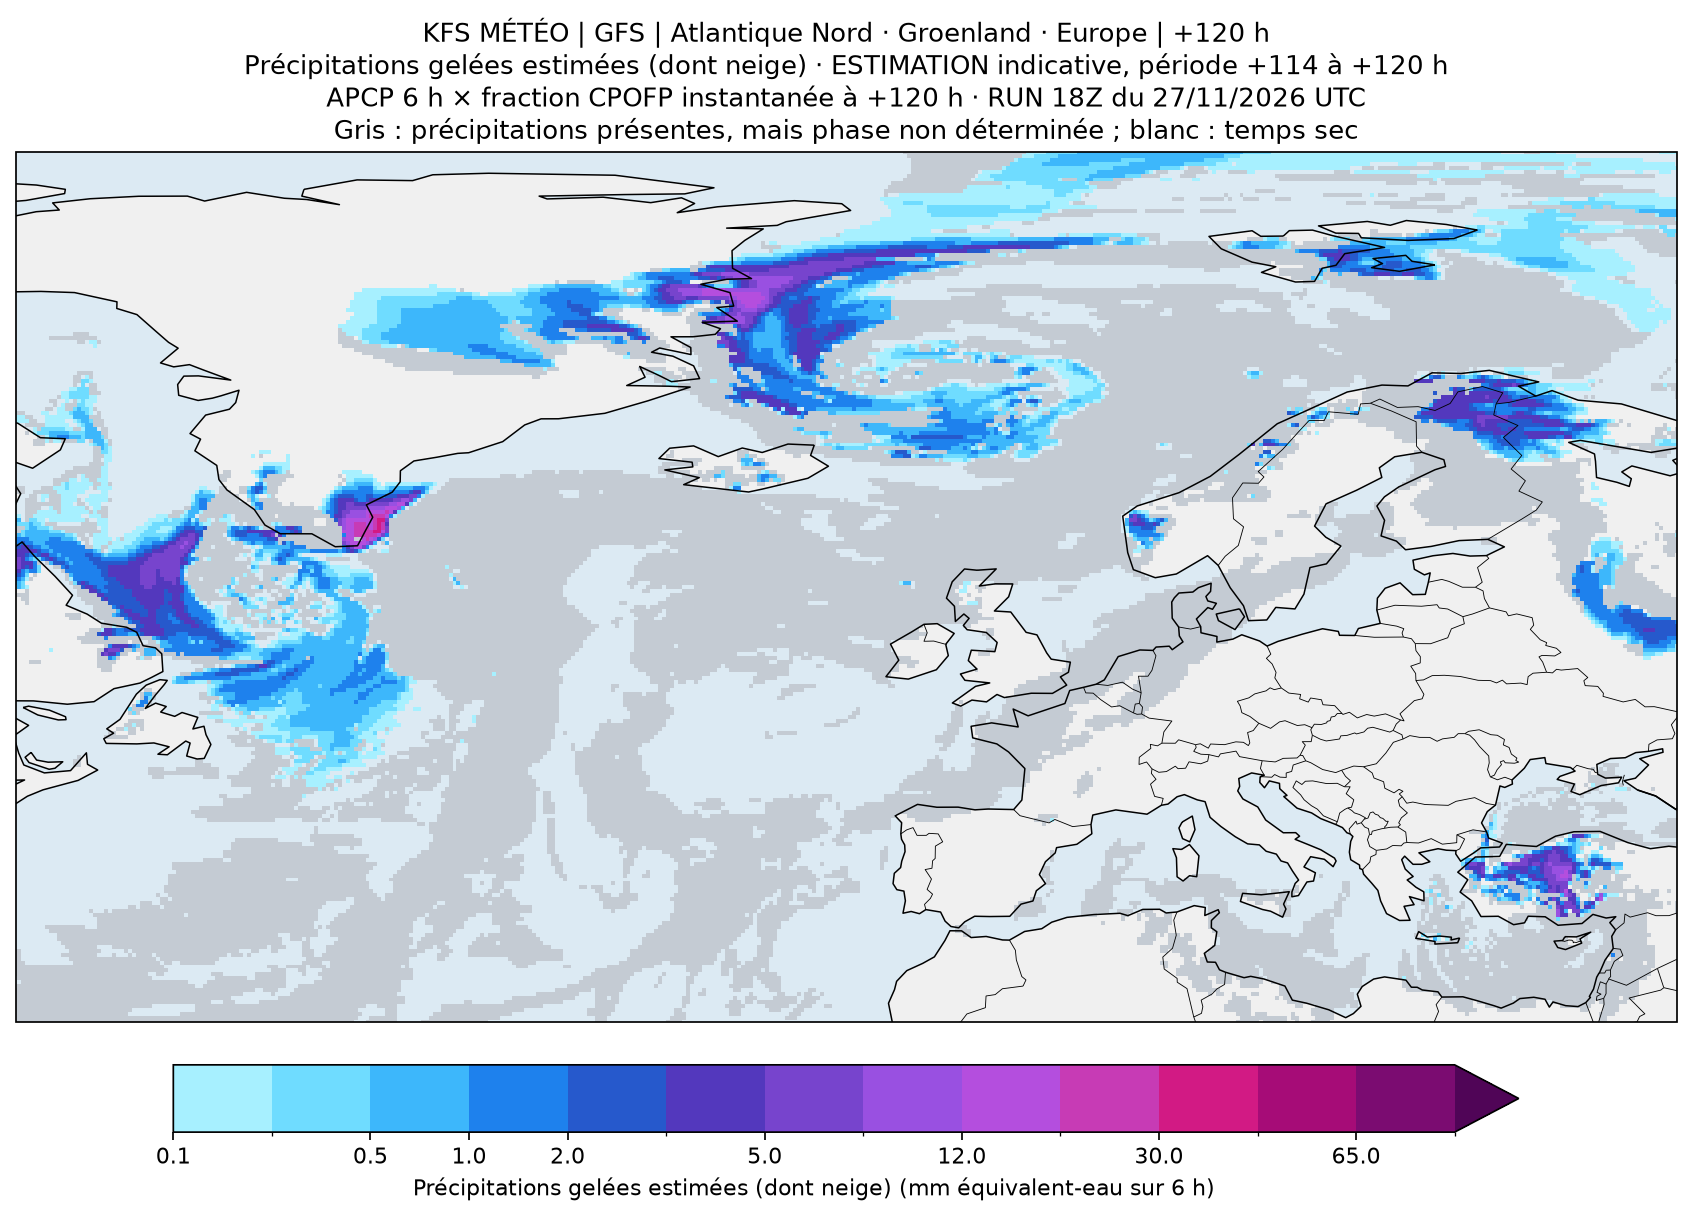 KFS MÉTÉO | GFS | Atlantique Nord · Groenland · Europe | +120 h
Précipitations gelées estimées (dont neige) · ESTIMATION indicative, période +114 à +120 h
APCP 6 h × fraction CPOFP instantanée à +120 h · RUN 18Z du 27/11/2026 UTC
Gris : précipitations présentes, mais phase non déterminée ; blanc : temps sec
0.1 0.5 1.0 2.0 5.0 12.0 30.0 65.0
Précipitations gelées estimées (dont neige) (mm équivalent-eau sur 6 h)